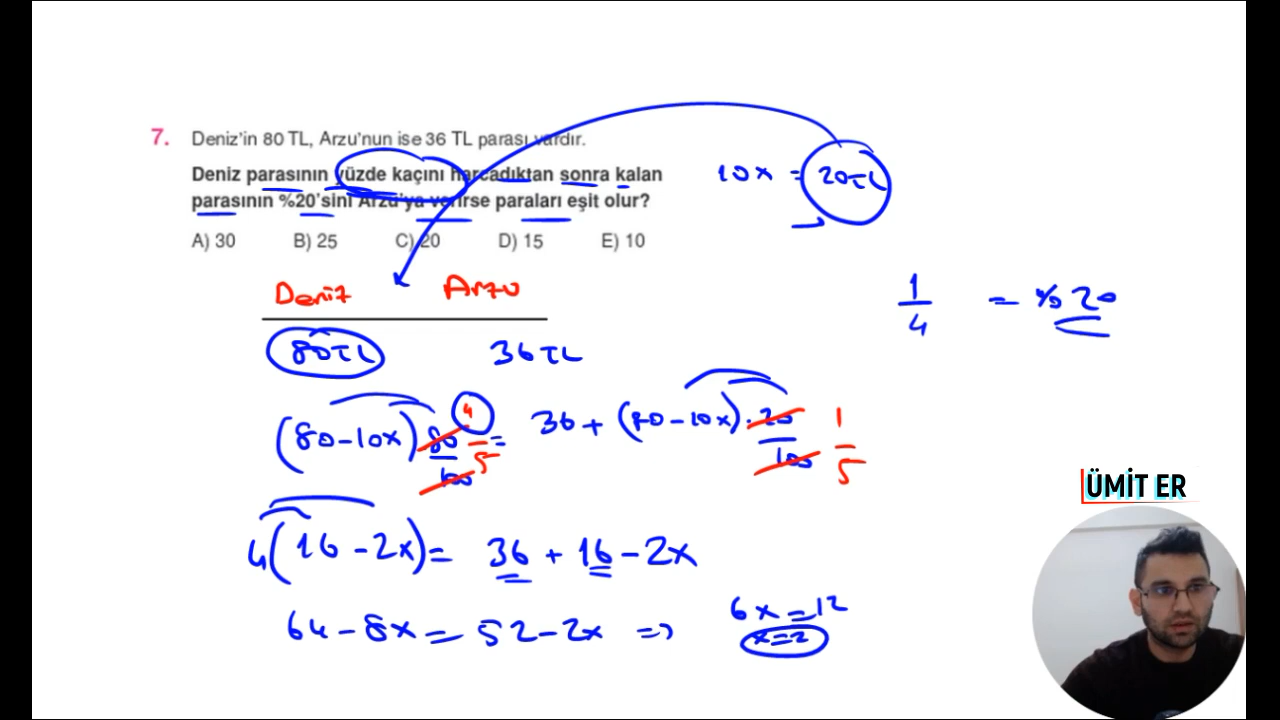 7. Deniz'in 80 TL, Arzu'nun ise 36 TL parası vardır.
Deniz parasının yüzde kaçını harcadıktan sonra kalan
parasının %20'sini Arzu'ya verirse paraları eşit olur?
A) 30 B) 25 C) 20 D) 15 E) 10
10x = 20TL
Deniz Arzu
1/4 = %20
80TL 36TL
(80-10x) 80/100 4/5 = 36 + (80-10x) . 20/100 1/5
ÜMİT ER
4(16-2x) = 36 + 16 - 2x
64 - 8x = 52 - 2x => 6x = 12
x=2